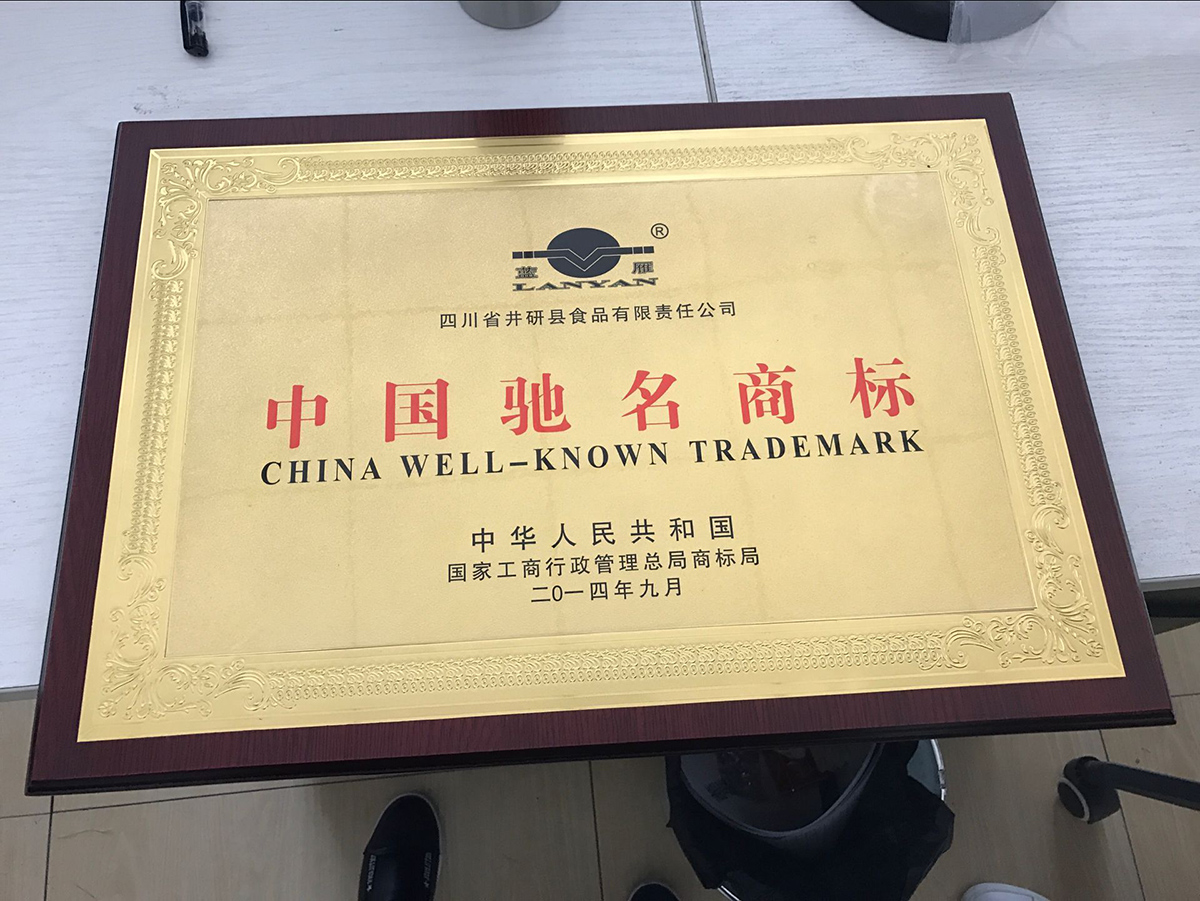 ®
蓝 雁
LANYAN
四川省井研县食品有限责任公司
中国驰名商标
CHINA WELL-KNOWN TRADEMARK
中华人民共和国
国家工商行政管理总局商标局
二0一四年九月